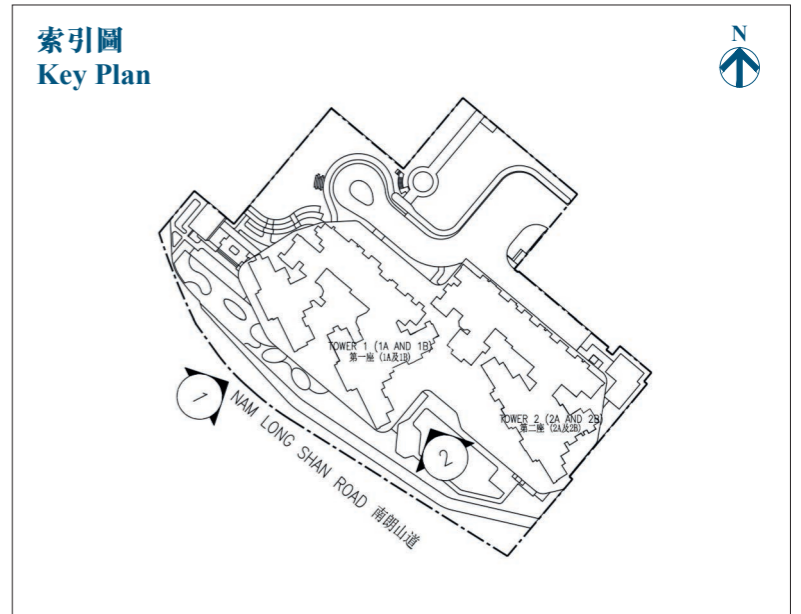 索引圖
Key Plan
N
TOWER 1 (1A AND 1B)
第一座 (1A及1B)
TOWER 2 (2A AND 2B)
第二座 (2A及2B)
1
2
NAM LONG SHAN ROAD 南朗山道